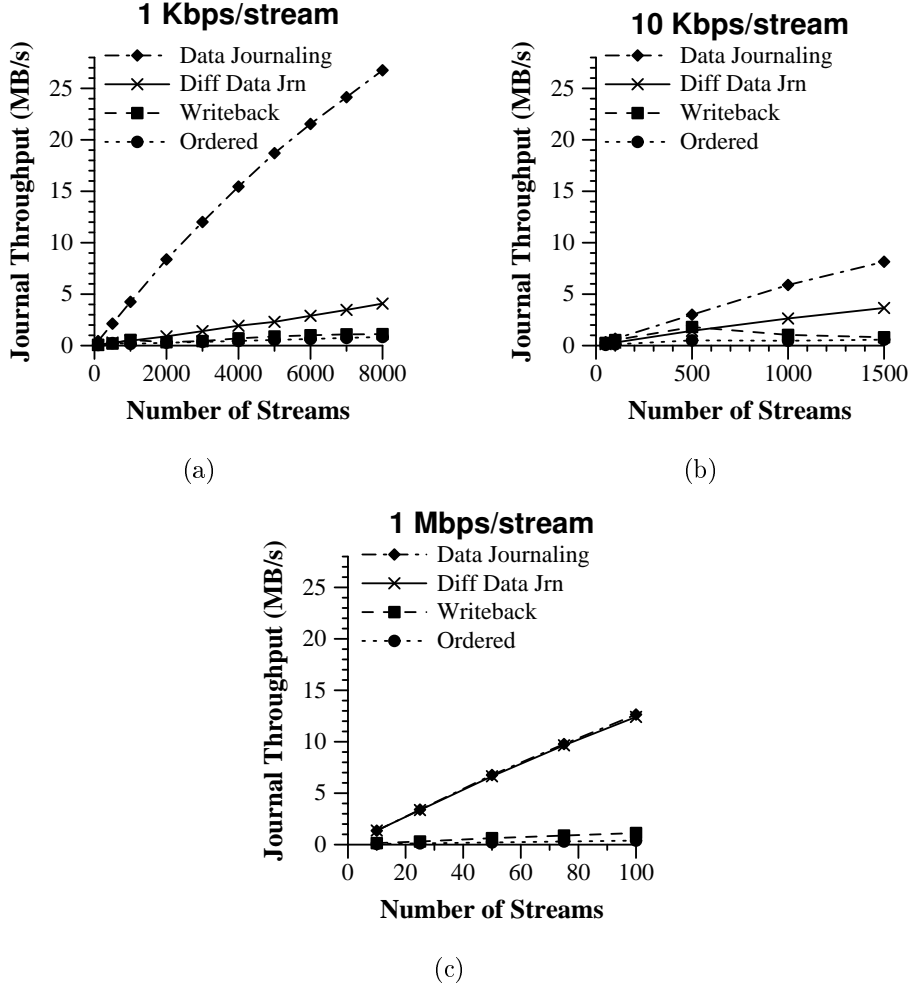 1 Kbps/stream
Data Journaling
Diff Data Jrn
Writeback
Ordered
Journal Throughput (MB/s)
25
20
15
10
5
0
0 2000 4000 6000 8000
Number of Streams
(a)
10 Kbps/stream
Data Journaling
Diff Data Jrn
Writeback
Ordered
Journal Throughput (MB/s)
25
20
15
10
5
0
0 500 1000 1500
Number of Streams
(b)
1 Mbps/stream
Data Journaling
Diff Data Jrn
Writeback
Ordered
Journal Throughput (MB/s)
25
20
15
10
5
0
0 20 40 60 80 100
Number of Streams
(c)